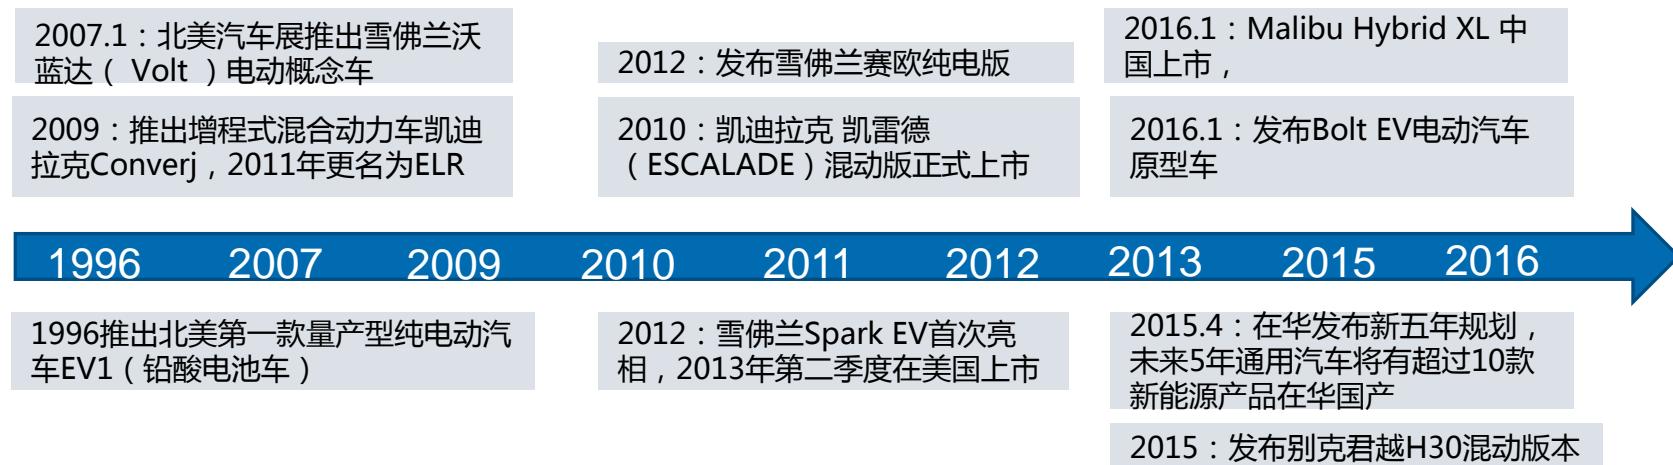 2007.1：北美汽车展推出雪佛兰沃
蓝达（ Volt ）电动概念车
2009：推出增程式混合动力车凯迪
拉克Converj，2011年更名为ELR
2012：发布雪佛兰赛欧纯电版
2010：凯迪拉克 凯雷德
（ESCALADE）混动版正式上市
2016.1：Malibu Hybrid XL 中
国上市，
2016.1：发布Bolt EV电动汽车
原型车
1996 2007 2009 2010 2011 2012 2013 2015 2016
1996推出北美第一款量产型纯电动汽
车EV1（铅酸电池车）
2012：雪佛兰Spark EV首次亮
相，2013年第二季度在美国上市
2015.4：在华发布新五年规划，
未来5年通用汽车将有超过10款
新能源产品在华国产
2015：发布别克君越H30混动版本